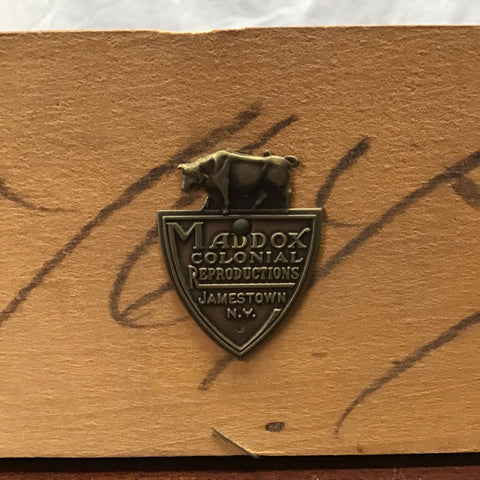 MADDOX
COLONIAL
REPRODUCTIONS
JAMESTOWN
N.Y.